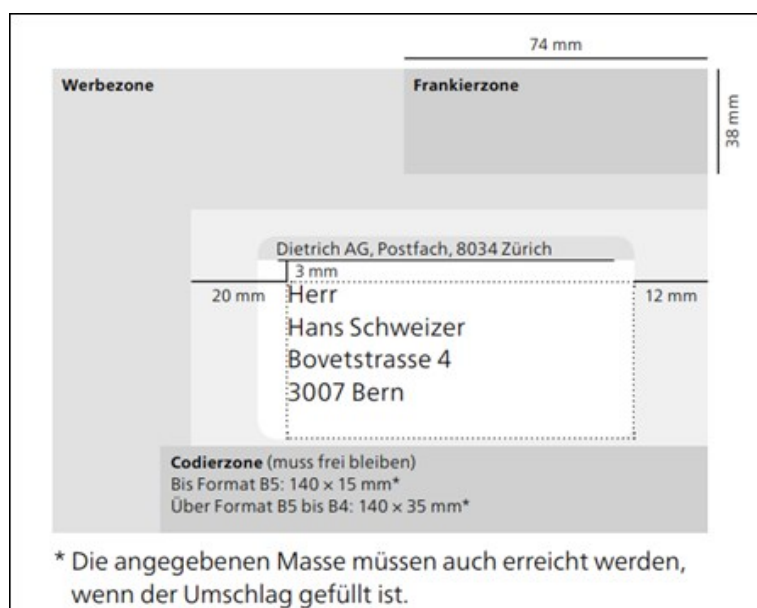 74 mm
Werbezone
Frankierzone
38 mm
Dietrich AG, Postfach, 8034 Zürich
3 mm
20 mm
12 mm
Herr
Hans Schweizer
Bovetstrasse 4
3007 Bern
Codierzone (muss frei bleiben)
Bis Format B5: 140 × 15 mm*
Über Format B5 bis B4: 140 × 35 mm*
* Die angegebenen Masse müssen auch erreicht werden,
wenn der Umschlag gefüllt ist.